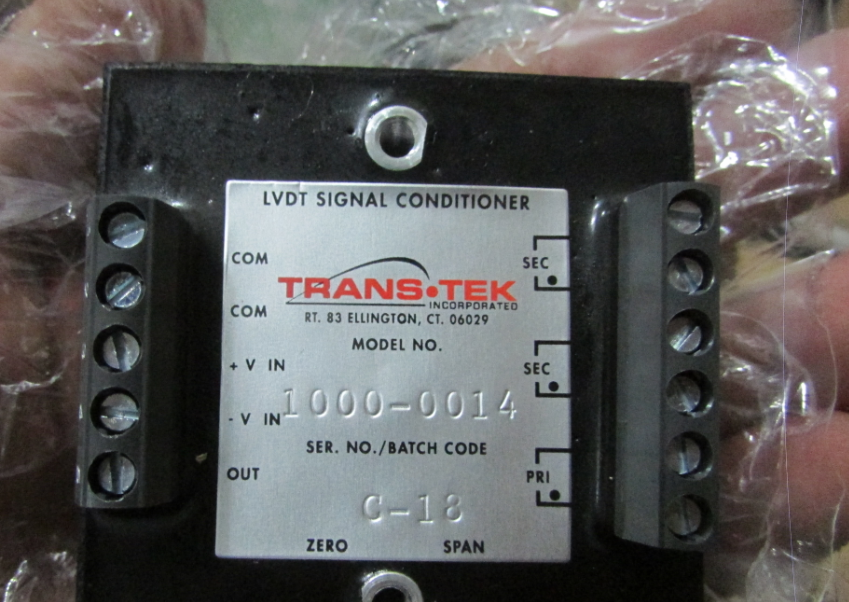 LVDT SIGNAL CONDITIONER
COM
SEC
TRANS•TEK
INCORPORATED
COM
RT. 83 ELLINGTON, CT. 06029
MODEL NO.
+ V IN
SEC
1000-0014
- V IN
SER. NO./BATCH CODE
OUT
PRI
C-18
ZERO SPAN